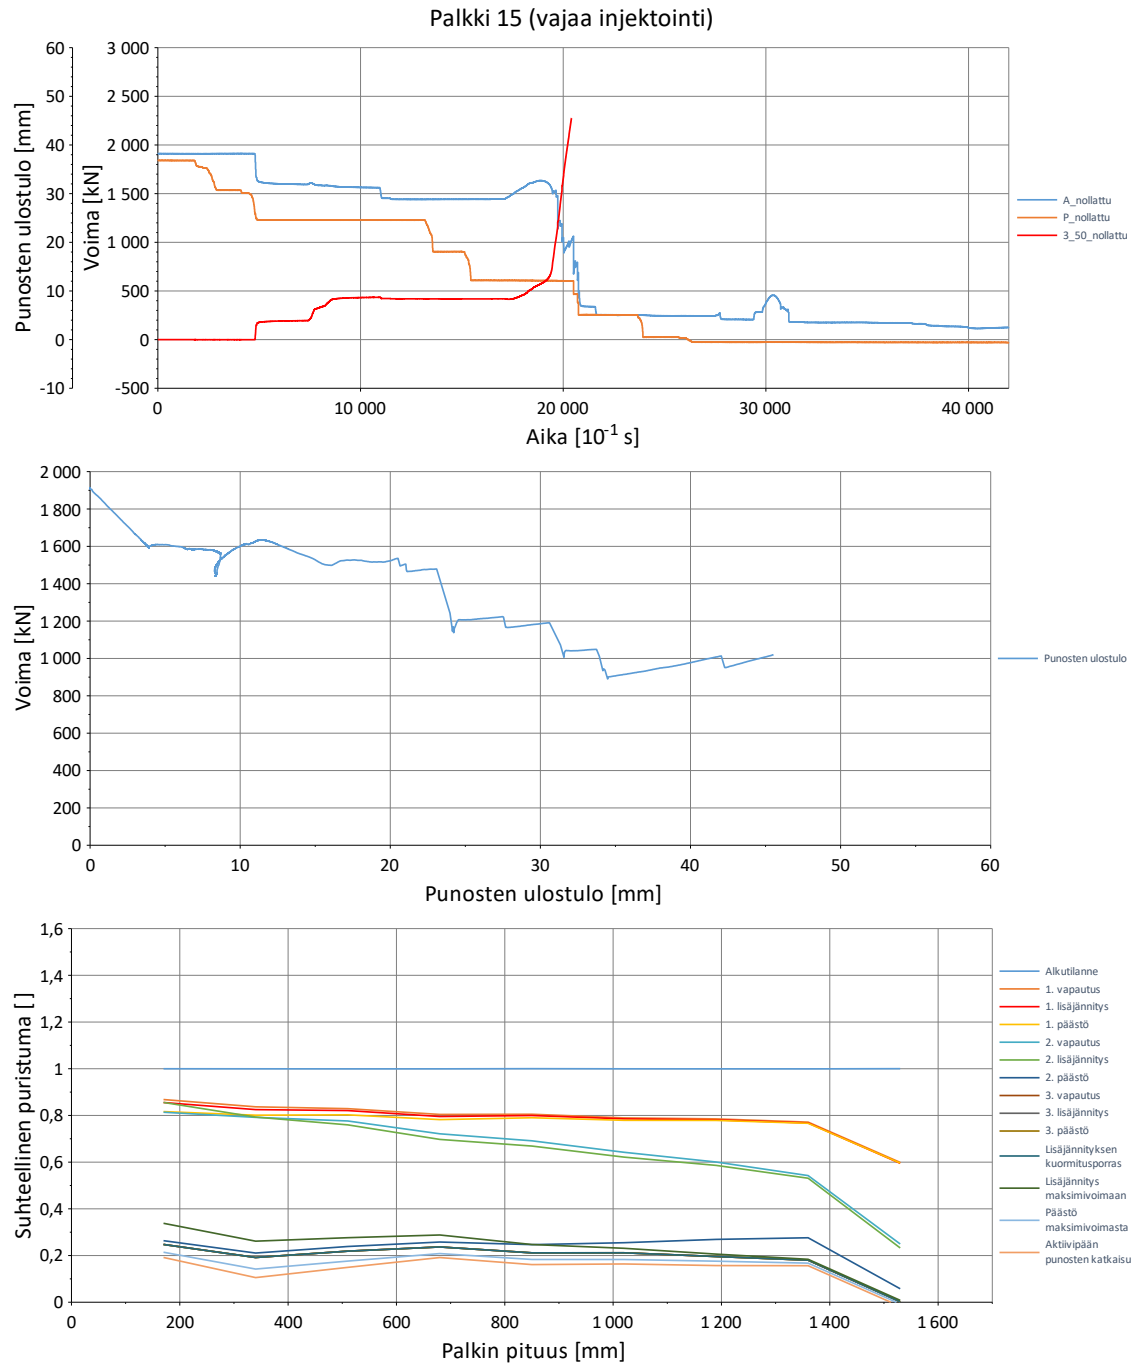 Palkki 15 (vajaa injektointi)
60
50
40
30
20
10
0
-10
Punosten ulostulo [mm]
3 000
2 500
2 000
1 500
1 000
500
0
-500
Voima [kN]
0
10 000
20 000
30 000
40 000
Aika [10⁻¹ s]
A_nollattu
P_nollattu
3_50_nollattu
2 000
1 800
1 600
1 400
1 200
1 000
800
600
400
200
0
Voima [kN]
0
10
20
30
40
50
60
Punosten ulostulo [mm]
Punosten ulostulo
1,6
1,4
1,2
1
0,8
0,6
0,4
0,2
0
Suhteellinen puristuma [ ]
0
200
400
600
800
1 000
1 200
1 400
1 600
Palkin pituus [mm]
Alkutilanne
1. vapautus
1. lisäjännitys
1. päästö
2. vapautus
2. lisäjännitys
2. päästö
3. vapautus
3. lisäjännitys
3. päästö
Lisäjännityksen
kuormitusporras
Lisäjännitys
maksimivoimaan
Päästö
maksimivoimasta
Aktiivipään
punosten katkaisu